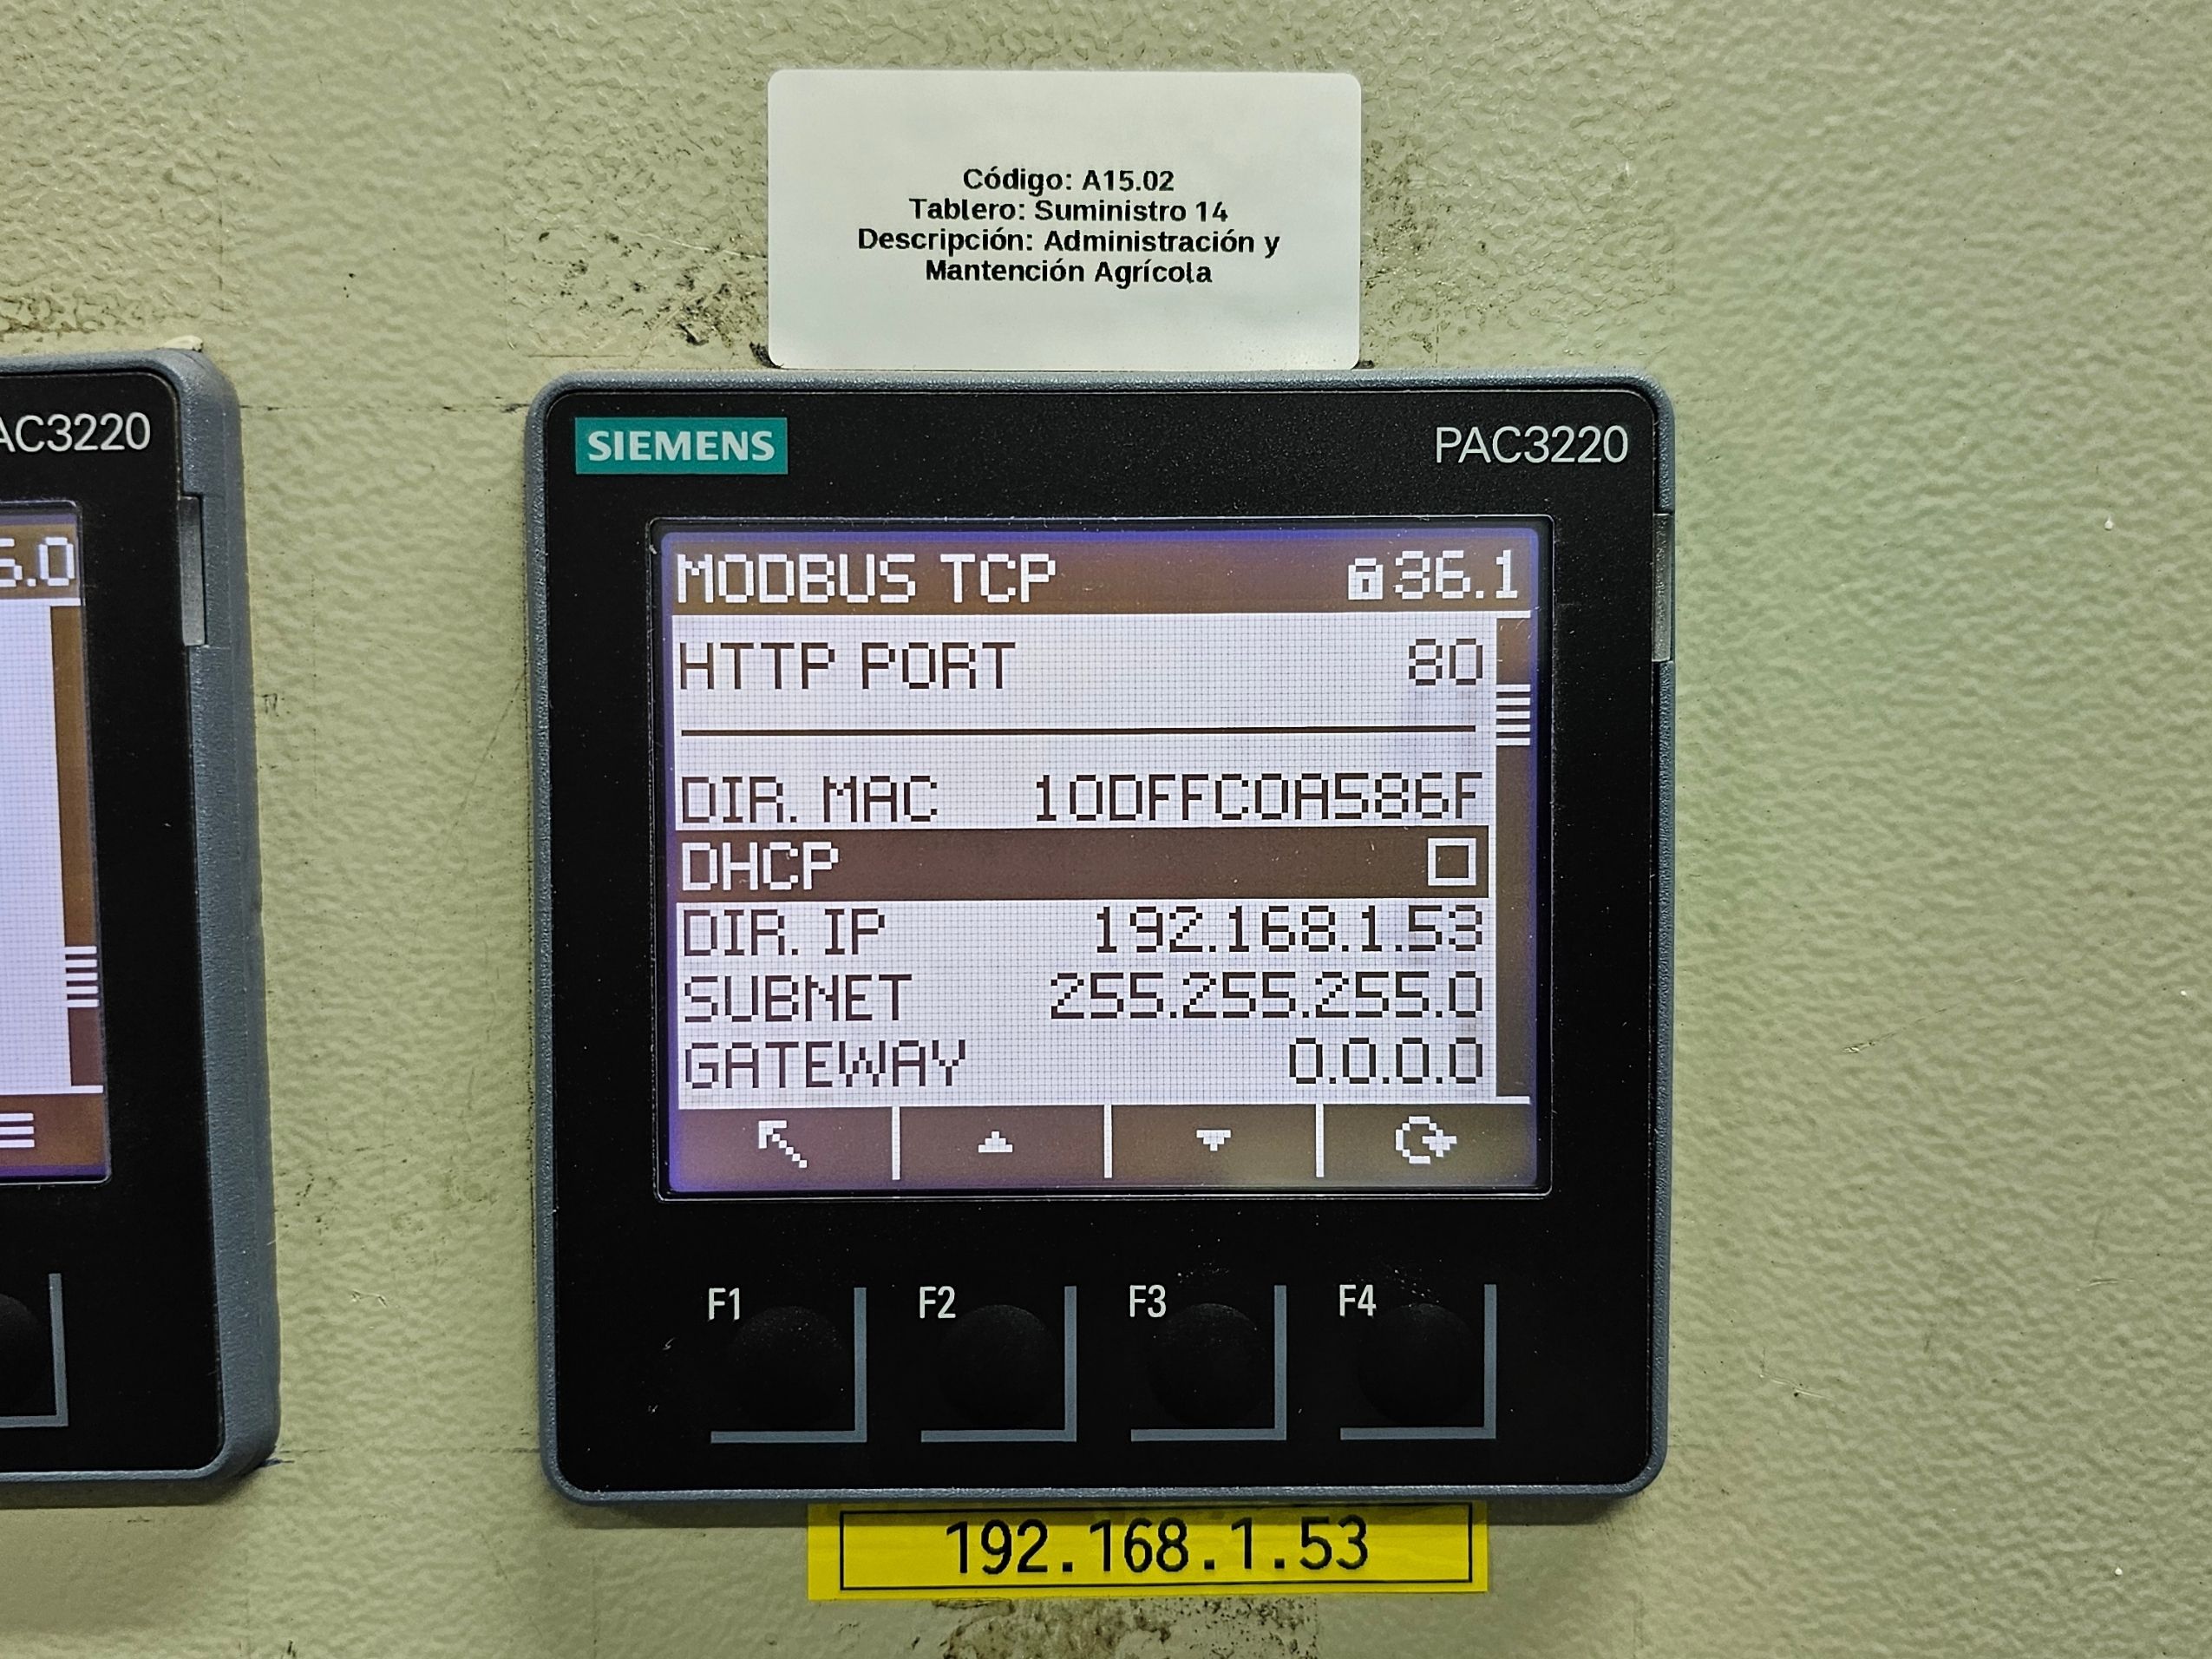 Código: A15.02
Tablero: Suministro 14
Descripción: Administración y
Mantención Agrícola
AC3220
5.0
SIEMENS
PAC3220
MODBUS TCP 36.1
HTTP PORT 80
DIR. MAC 10DFFC0A586F
DHCP
DIR. IP 192.168.1.53
SUBNET 255.255.255.0
GATEWAY 0.0.0.0
F1 F2 F3 F4
192.168.1.53